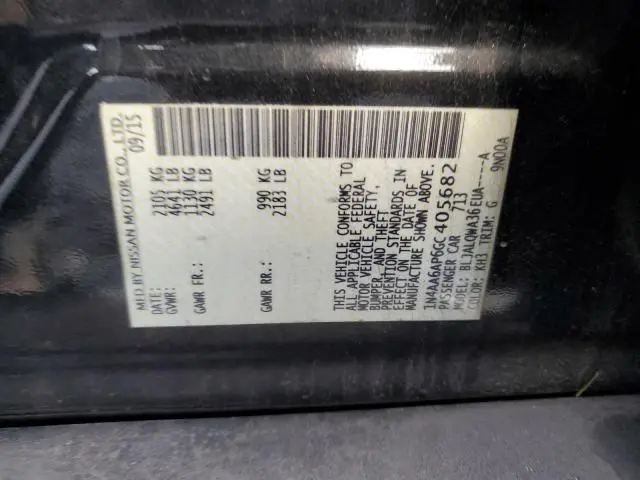 MFD BY NISSAN MOTOR CO., LTD.
09/15
GVWR: 2105 KG
4641 LB
GAWR FR: 1130 KG
2491 LB
GAWR RR: 990 KG
2183 LB
THIS VEHICLE CONFORMS TO
ALL APPLICABLE FEDERAL
MOTOR VEHICLE SAFETY,
BUMPER, AND THEFT
PREVENTION STANDARDS IN
EFFECT ON THE DATE OF
MANUFACTURE SHOWN ABOVE.
1N4AA6AP6GC405682
PASSENGER CAR 713
MODEL: BLJALQWA36EUA----A
COLOR: KH3 TRIM: G 9N00A